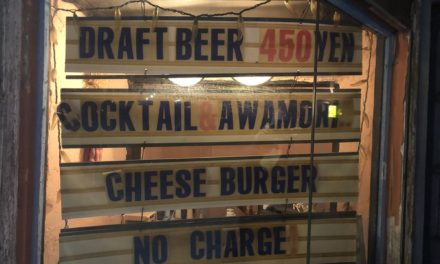 DRAFT BEER 450YEN
COCKTAIL & AWAMORI
CHEESE BURGER
NO CHARGE